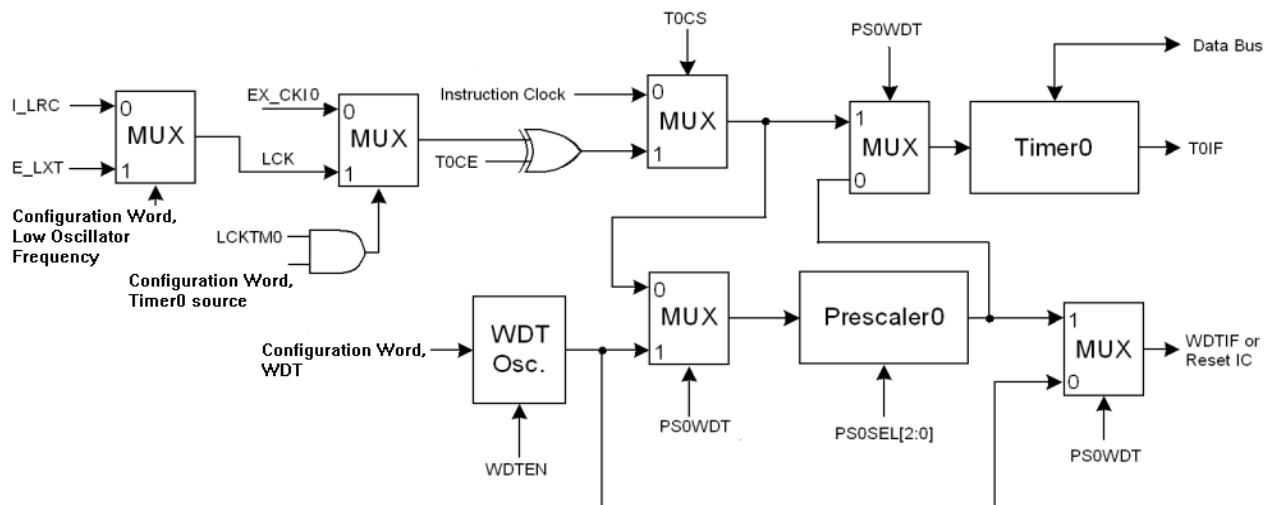 T0CS
PS0WDT
Data Bus
I_LRC
0
MUX
1
E_LXT
EX_CKI0
0
MUX
1
LCK
T0CE
Instruction Clock
0
MUX
1
1
MUX
0
Timer0
T0IF
Configuration Word,
Low Oscillator
Frequency
LCKTM0
Configuration Word,
Timer0 source
Configuration Word,
WDT
WDT
Osc.
WDTEN
0
MUX
1
PS0WDT
Prescaler0
PS0SEL[2:0]
1
MUX
0
WDTIF or
Reset IC
PS0WDT